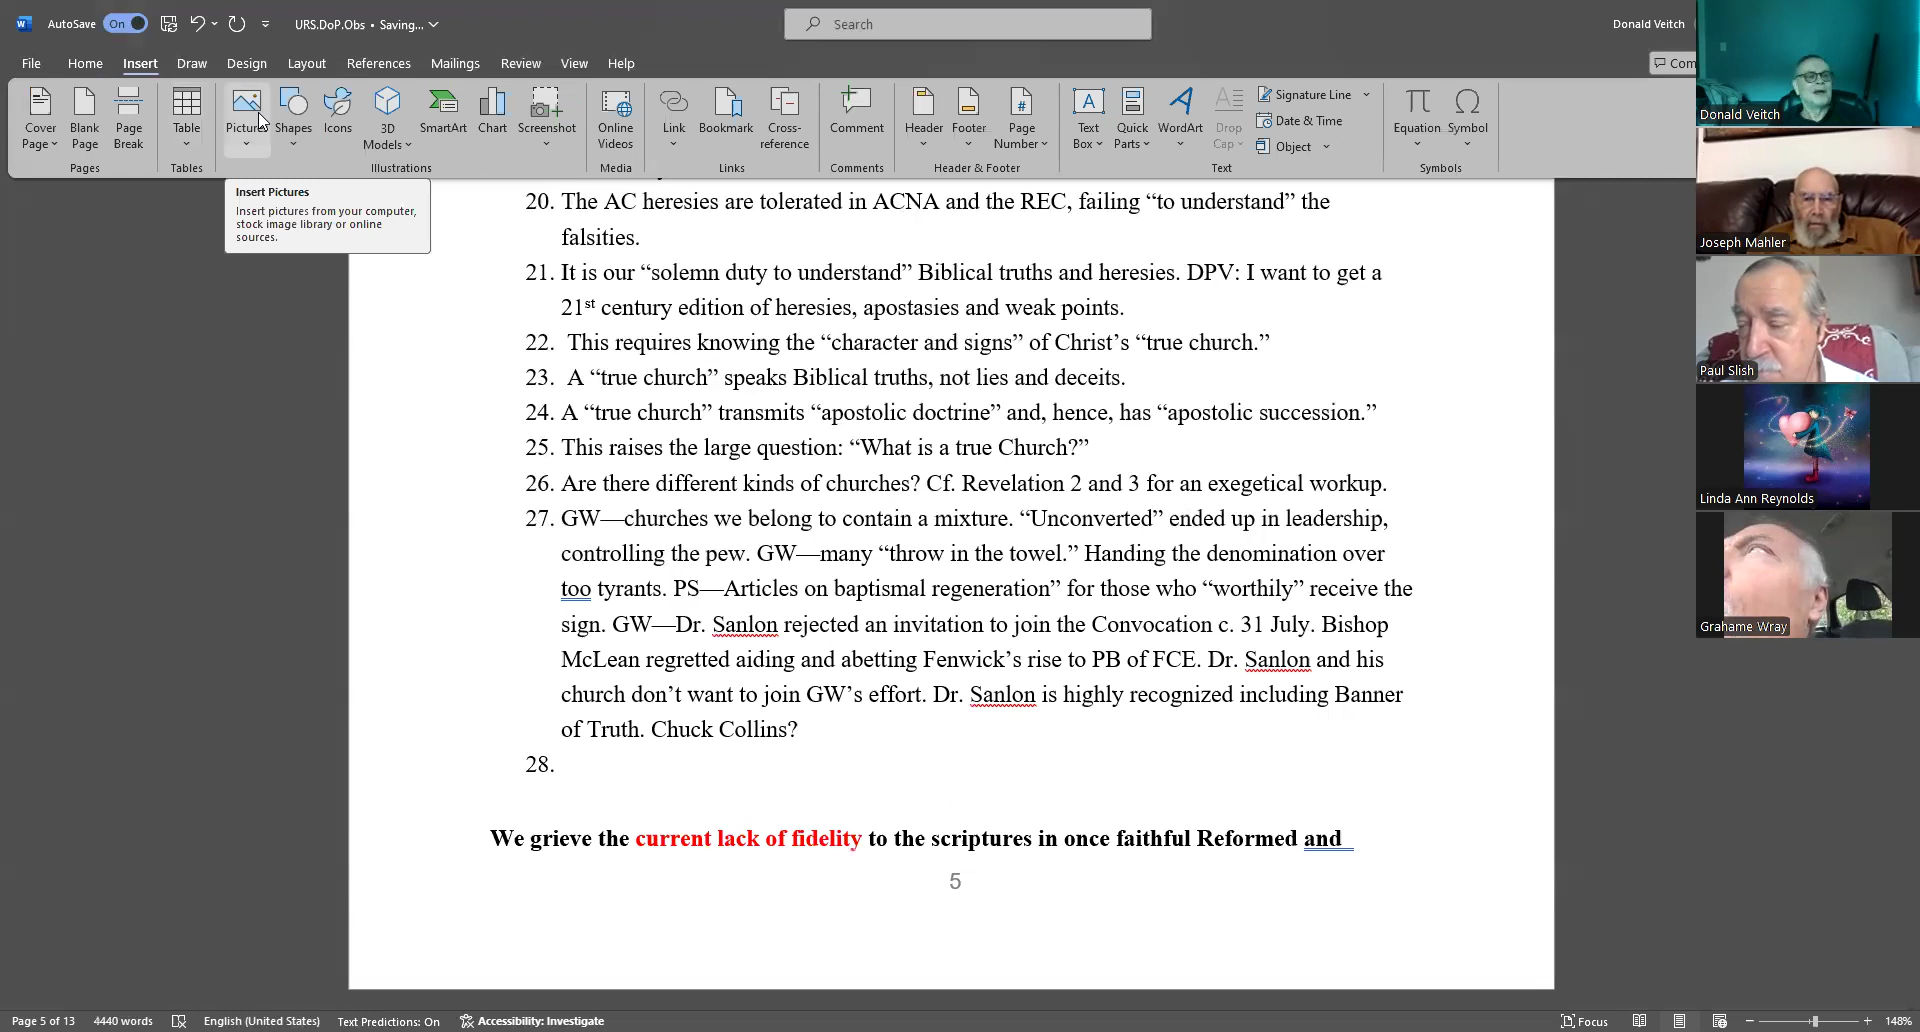 AutoSave On URS.DoP.Obs • Saving... Search Donald Veitch
File Home Insert Draw Design Layout References Mailings Review View Help Com
Cover Page Blank Page Page Break Table Pictures Shapes Icons 3D Models SmartArt Chart Screenshot Online Videos Link Bookmark Cross-reference Comment Header Footer Page Number Text Box Quick Parts WordArt Drop Cap Signature Line Date & Time Object Equation Symbol
Pages Tables Illustrations Media Links Comments Header & Footer Text Symbols
Insert Pictures
Insert pictures from your computer,
stock image library or online
sources.
20. The AC heresies are tolerated in ACNA and the REC, failing “to understand” the
falsities.
21. It is our “solemn duty to understand” Biblical truths and heresies. DPV: I want to get a
21st century edition of heresies, apostasies and weak points.
22. This requires knowing the “character and signs” of Christ’s “true church.”
23. A “true church” speaks Biblical truths, not lies and deceits.
24. A “true church” transmits “apostolic doctrine” and, hence, has “apostolic succession.”
25. This raises the large question: “What is a true Church?”
26. Are there different kinds of churches? Cf. Revelation 2 and 3 for an exegetical workup.
27. GW—churches we belong to contain a mixture. “Unconverted” ended up in leadership,
controlling the pew. GW—many “throw in the towel.” Handing the denomination over
too tyrants. PS—Articles on baptismal regeneration” for those who “worthily” receive the
sign. GW—Dr. Sanlon rejected an invitation to join the Convocation c. 31 July. Bishop
McLean regretted aiding and abetting Fenwick’s rise to PB of FCE. Dr. Sanlon and his
church don’t want to join GW’s effort. Dr. Sanlon is highly recognized including Banner
of Truth. Chuck Collins?
28.
We grieve the current lack of fidelity to the scriptures in once faithful Reformed and
5
Donald Veitch
Joseph Mahler
Paul Slish
Linda Ann Reynolds
Grahame Wray
Page 5 of 13 4440 words English (United States) Text Predictions: On Accessibility: Investigate Focus 148%